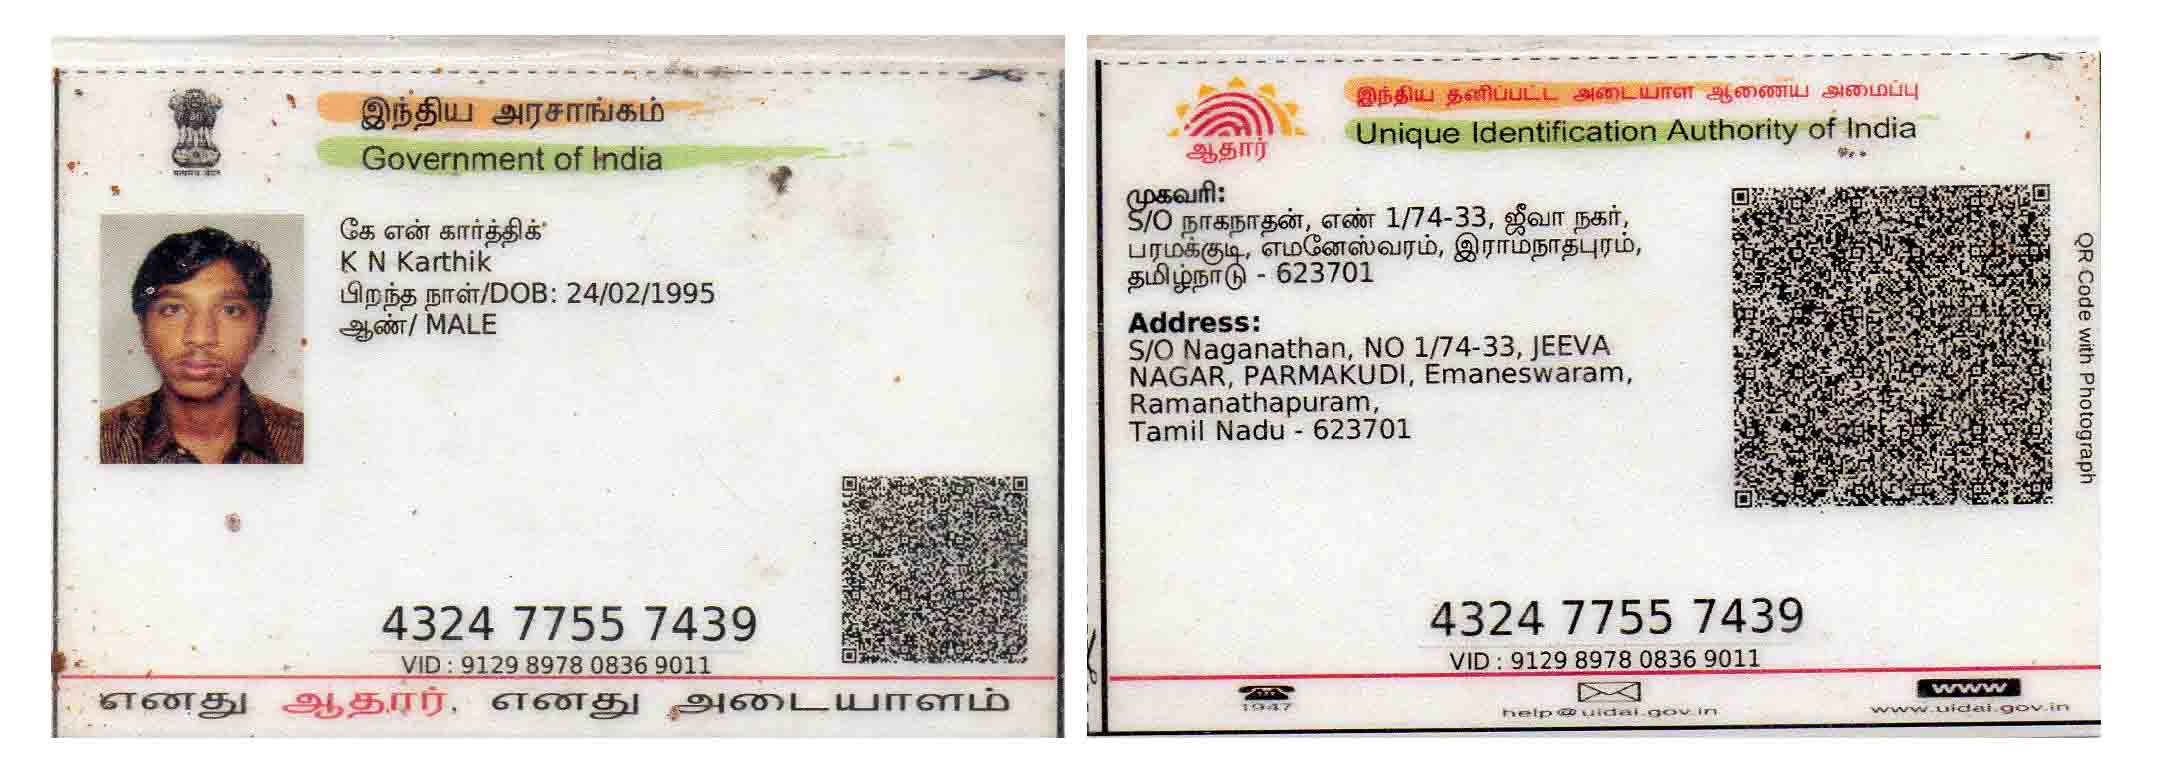 இந்திய அரசாங்கம்
Government of India
கே என் கார்த்திக்
K N Karthik
பிறந்த நாள்/DOB: 24/02/1995
ஆண்/ MALE
4324 7755 7439
VID : 9129 8978 0836 9011
எனது ஆதார், எனது அடையாளம்
ஆதார்
இந்திய தனிப்பட்ட அடையாள ஆணைய அமைப்பு
Unique Identification Authority of India
முகவரி:
S/O நாகநாதன், எண் 1/74-33, ஜீவா நகர்,
பரமக்குடி, எமனேஸ்வரம், இராமநாதபுரம்,
தமிழ்நாடு - 623701
Address:
S/O Naganathan, NO 1/74-33, JEEVA
NAGAR, PARMAKUDI, Emaneswaram,
Ramanathapuram,
Tamil Nadu - 623701
QR Code with Photograph
4324 7755 7439
VID : 9129 8978 0836 9011
1947
help@uidai.gov.in
www
www.uidai.gov.in